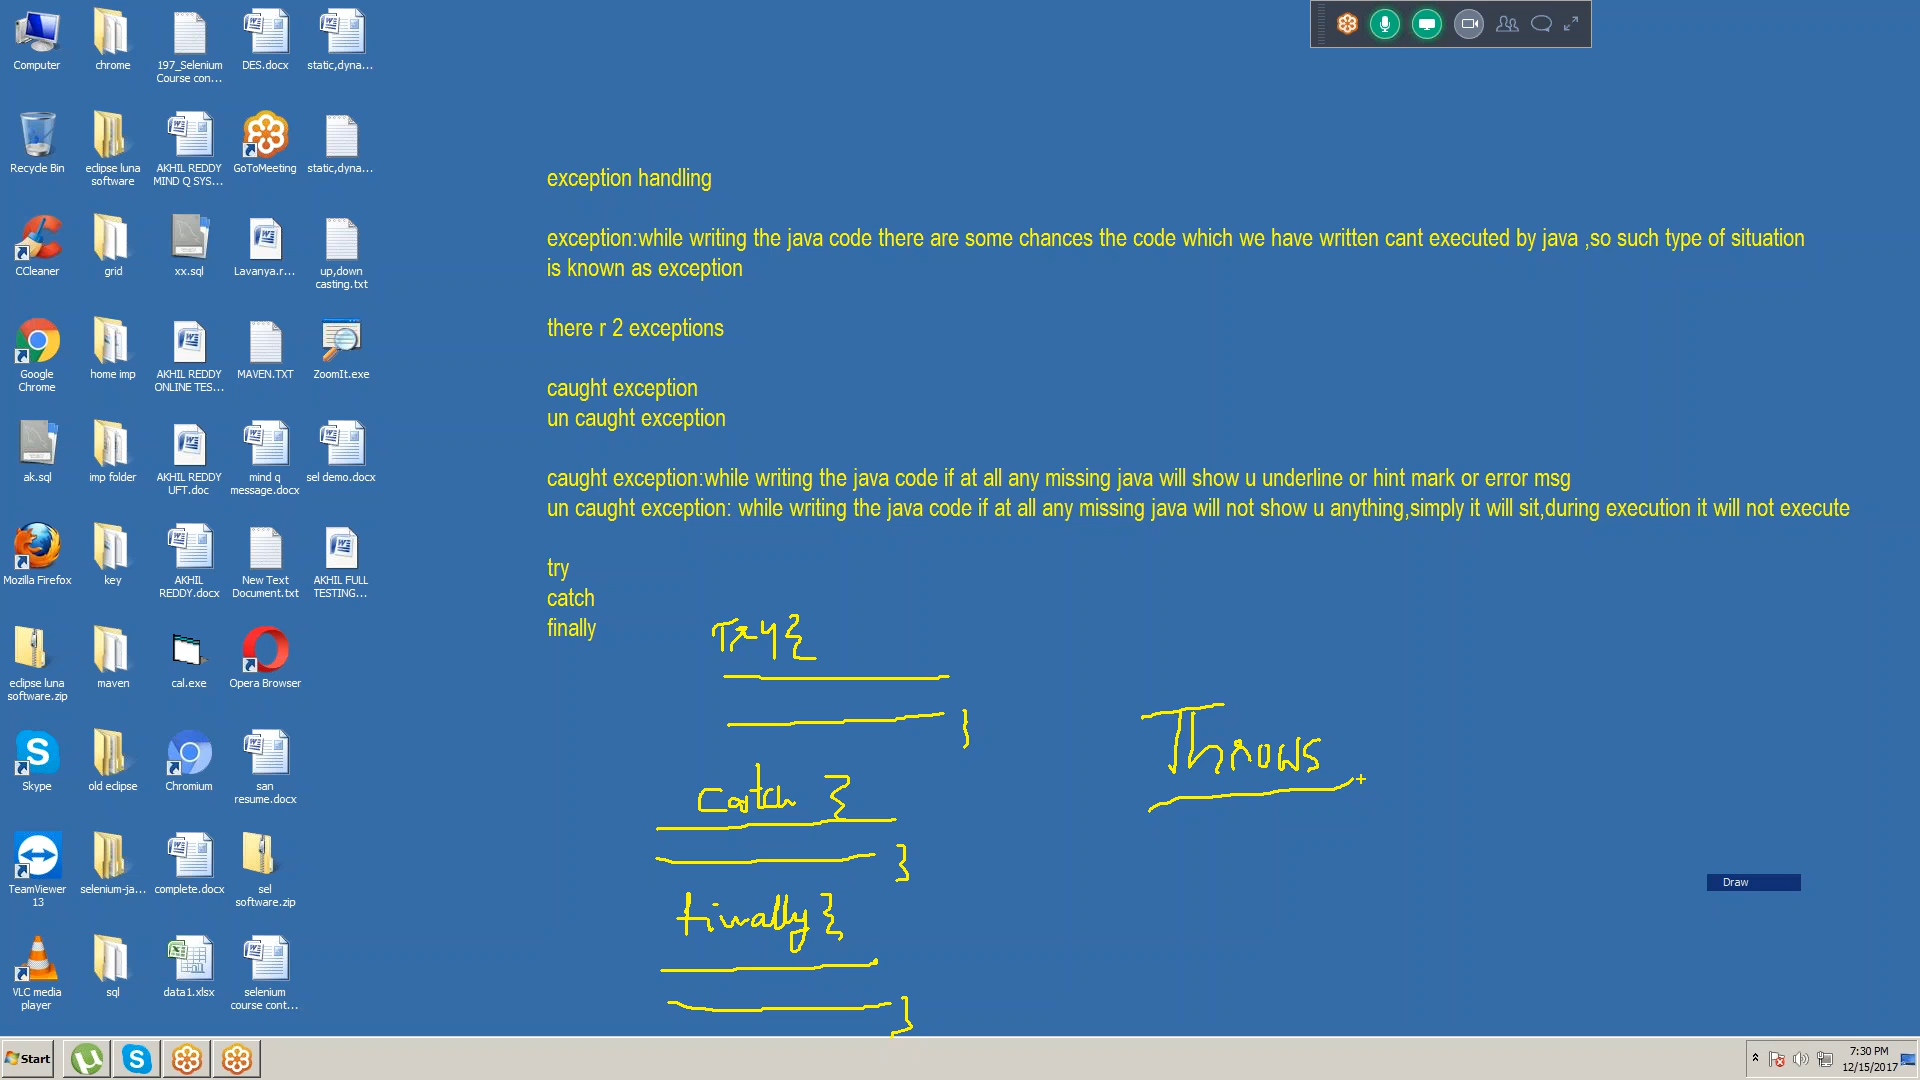 Computer
chrome
197_Selenium
Course con...
DES.docx
static,dyna...
Recycle Bin
eclipse luna
software
AKHIL REDDY
MIND Q SYS...
GoToMeeting
static,dyna...
CCleaner
grid
xx.sql
Lavanya.r...
up,down
casting.txt
Google
Chrome
home imp
AKHIL REDDY
ONLINE TES...
MAVEN.TXT
ZoomIt.exe
ak.sql
imp folder
AKHIL REDDY
UFT.doc
mind q
message.docx
sel demo.docx
Mozilla Firefox
key
AKHIL
REDDY.docx
New Text
Document.txt
AKHIL FULL
TESTING...
eclipse luna
software.zip
maven
cal.exe
Opera Browser
Skype
old eclipse
Chromium
san
resume.docx
TeamViewer
13
selenium-ja...
complete.docx
sel
software.zip
VLC media
player
sql
data1.xlsx
selenium
course cont...
exception handling
exception:while writing the java code there are some chances the code which we have written cant executed by java ,so such type of situation
is known as exception
there r 2 exceptions
caught exception
un caught exception
caught exception:while writing the java code if at all any missing java will show u underline or hint mark or error msg
un caught exception: while writing the java code if at all any missing java will not show u anything,simply it will sit,during execution it will not execute
try
catch
finally
Try {
}
Catch {
}
finally {
}
Throws
Draw
Start
7:30 PM
12/15/2017